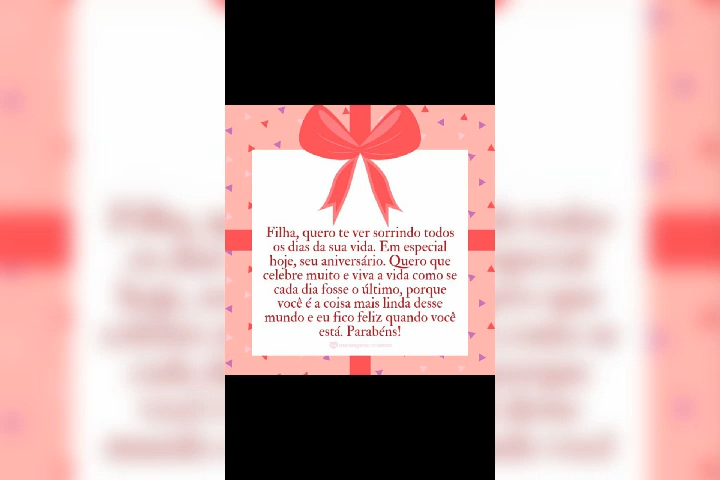 Filha, quero te ver sorrindo todos
os dias da sua vida. Em especial
hoje, seu aniversário. Quero que
celebre muito e viva a vida como se
cada dia fosse o último, porque
você é a coisa mais linda desse
mundo e eu fico feliz quando você
está. Parabéns!